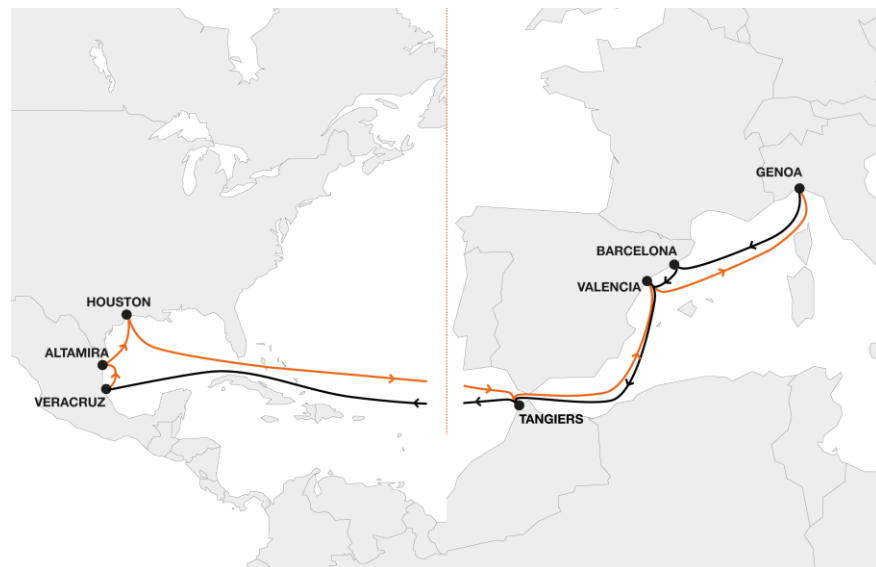 HOUSTON
ALTAMIRA
VERACRUZ
GENOA
BARCELONA
VALENCIA
TANGIERS